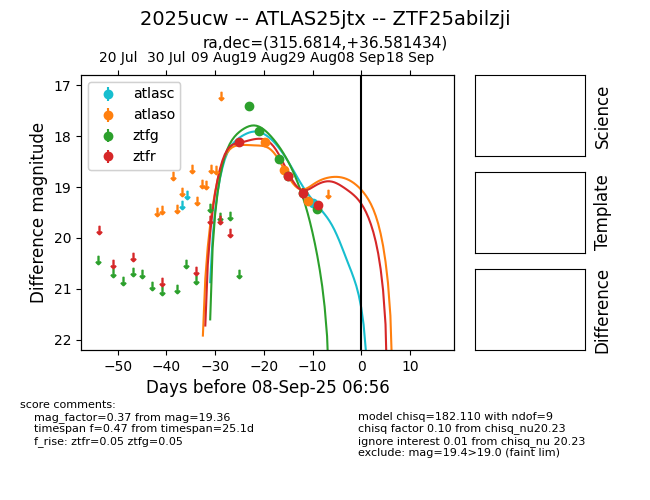 2025ucw -- ATLAS25jtx -- ZTF25abilzji
ra,dec=(315.6814,+36.581434)
20 Jul 30 Jul 09 Aug 19 Aug 29 Aug 08 Sep 18 Sep
17
18
19
20
21
22
Difference magnitude
atlasc
atlaso
ztfg
ztfr
−50 −40 −30 −20 −10 0 10
Days before 08-Sep-25 06:56
Science
Template
Difference
score comments:
mag_factor=0.37 from mag=19.36
timespan f=0.47 from timespan=25.1d
f_rise: ztfr=0.05 ztfg=0.05
model chisq=182.110 with ndof=9
chisq factor 0.10 from chisq_nu20.23
ignore interest 0.01 from chisq_nu 20.23
exclude: mag=19.4>19.0 (faint lim)